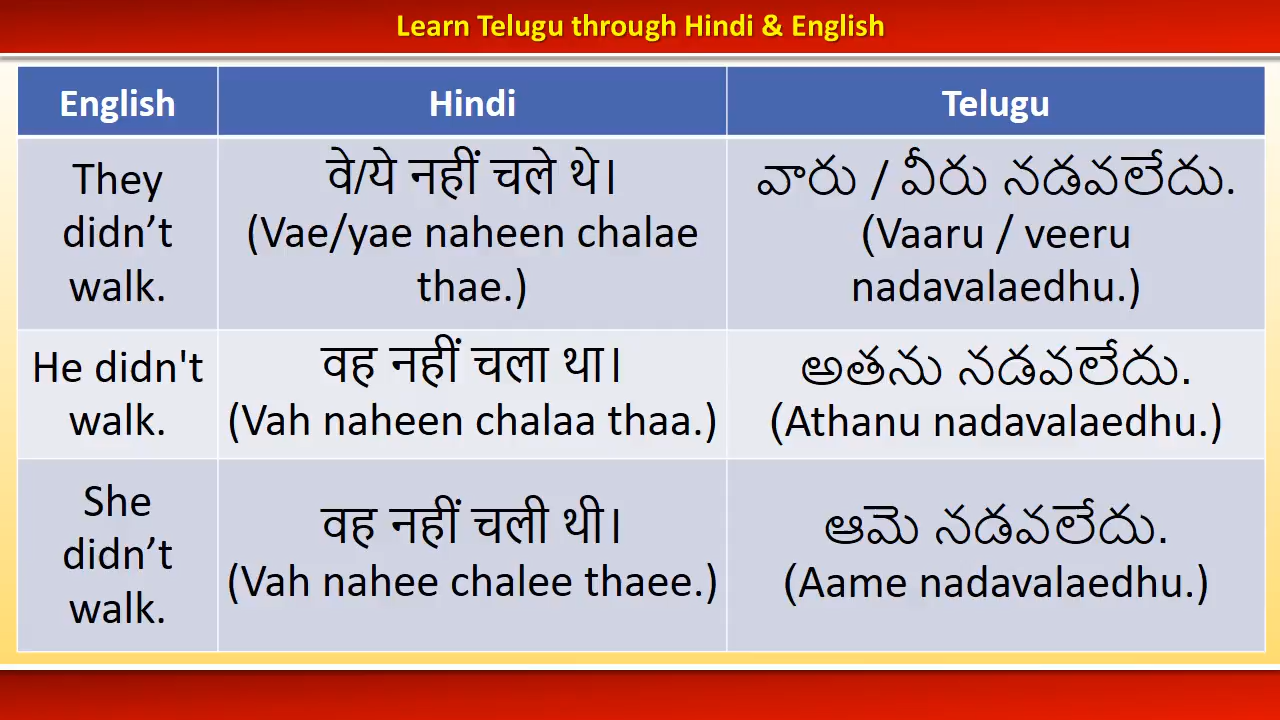 Learn Telugu through Hindi & English
English
Hindi
Telugu
They
didn’t
walk.
वे/ये नहीं चले थे।
(Vae/yae naheen chalae
thae.)
వారు / వీరు నడవలేదు.
(Vaaru / veeru
nadavalaedhu.)
He didn't
walk.
वह नहीं चला था।
(Vah naheen chalaa thaa.)
అతను నడవలేదు.
(Athanu nadavalaedhu.)
She
didn’t
walk.
वह नहीं चली थी।
(Vah nahee chalee thaee.)
ఆమె నడవలేదు.
(Aame nadavalaedhu.)